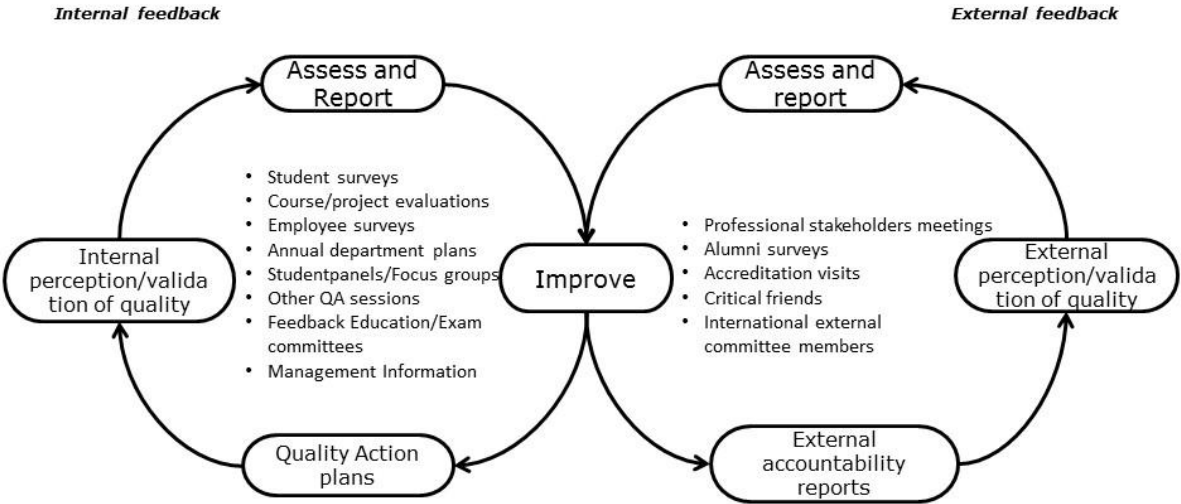 Internal feedback
External feedback
Assess and
Report
Assess and
report
• Student surveys
• Course/project evaluations
• Employee surveys
• Annual department plans
• Studentpanels/Focus groups
• Other QA sessions
• Feedback Education/Exam
committees
• Management Information
• Professional stakeholders meetings
• Alumni surveys
• Accreditation visits
• Critical friends
• International external
committee members
Internal
perception/valida
tion of quality
Improve
External
perception/valida
tion of quality
Quality Action
plans
External
accountability
reports